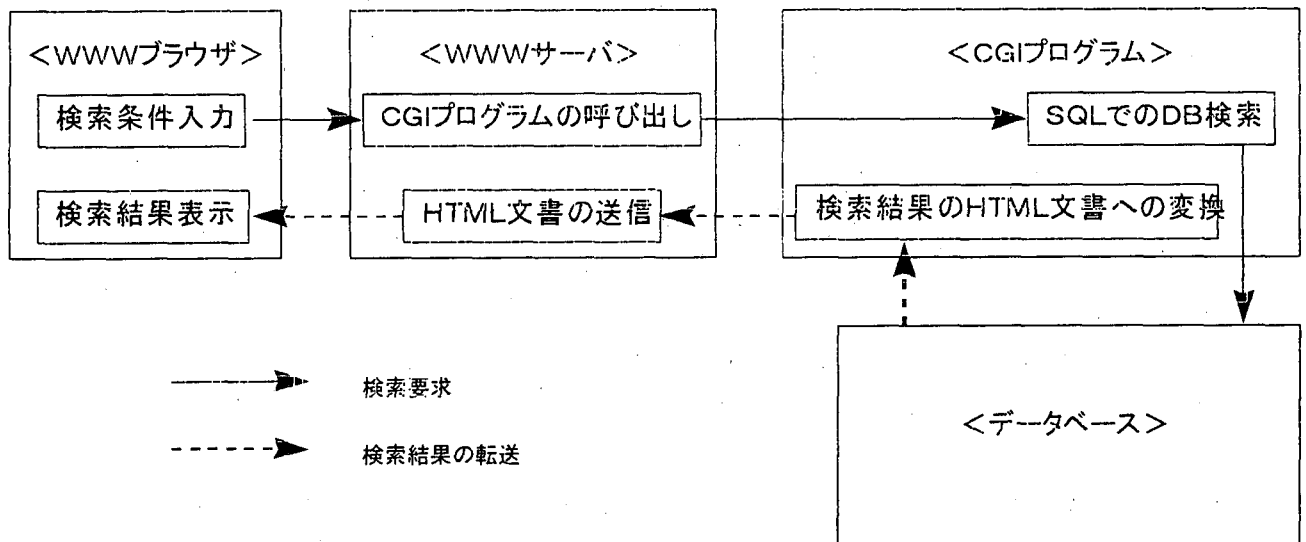 <WWWブラウザ>
検索条件入力
検索結果表示
<WWWサーバ>
CGIプログラムの呼び出し
HTML文書の送信
<CGIプログラム>
SQLでのDB検索
検索結果のHTML文書への変換
<データベース>
検索要求
検索結果の転送